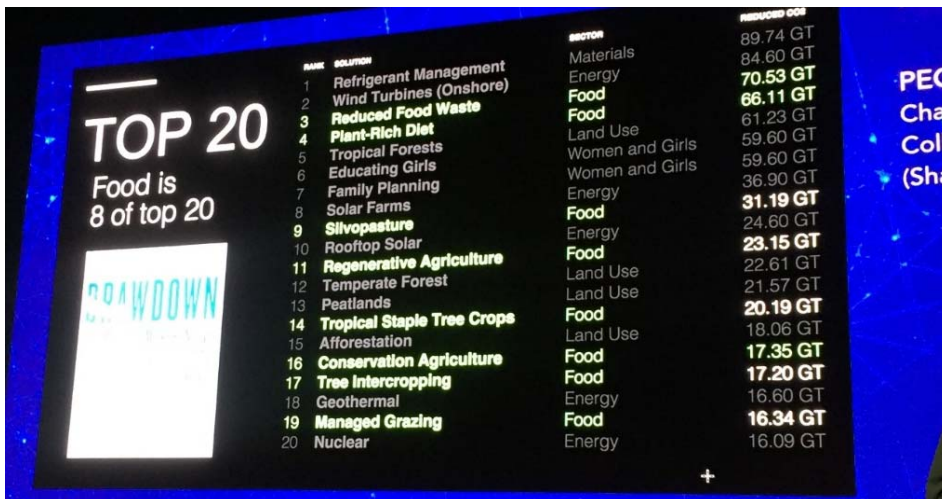 TOP 20
Food is
8 of top 20
DRAWDOWN
RANK SOLUTION SECTOR REDUCED CO2
1 Refrigerant Management Materials 89.74 GT
2 Wind Turbines (Onshore) Energy 84.60 GT
3 Reduced Food Waste Food 70.53 GT
4 Plant-Rich Diet Food 66.11 GT
5 Tropical Forests Land Use 61.23 GT
6 Educating Girls Women and Girls 59.60 GT
7 Family Planning Women and Girls 59.60 GT
8 Solar Farms Energy 36.90 GT
9 Silvopasture Food 31.19 GT
10 Rooftop Solar Energy 24.60 GT
11 Regenerative Agriculture Food 23.15 GT
12 Temperate Forest Land Use 22.61 GT
13 Peatlands Land Use 21.57 GT
14 Tropical Staple Tree Crops Food 20.19 GT
15 Afforestation Land Use 18.06 GT
16 Conservation Agriculture Food 17.35 GT
17 Tree Intercropping Food 17.20 GT
18 Geothermal Energy 16.60 GT
19 Managed Grazing Food 16.34 GT
20 Nuclear Energy 16.09 GT
PEO
Cha
Col
(Sha